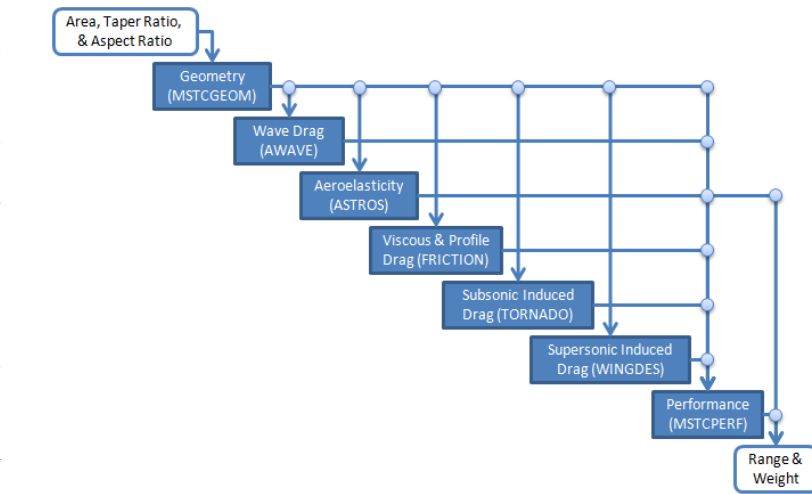 Area, Taper Ratio,
& Aspect Ratio
Geometry
(MSTCGEOM)
Wave Drag
(AWAVE)
Aeroelasticity
(ASTROS)
Viscous & Profile
Drag (FRICTION)
Subsonic Induced
Drag (TORNADO)
Supersonic Induced
Drag (WINGDES)
Performance
(MSTCPERF)
Range &
Weight